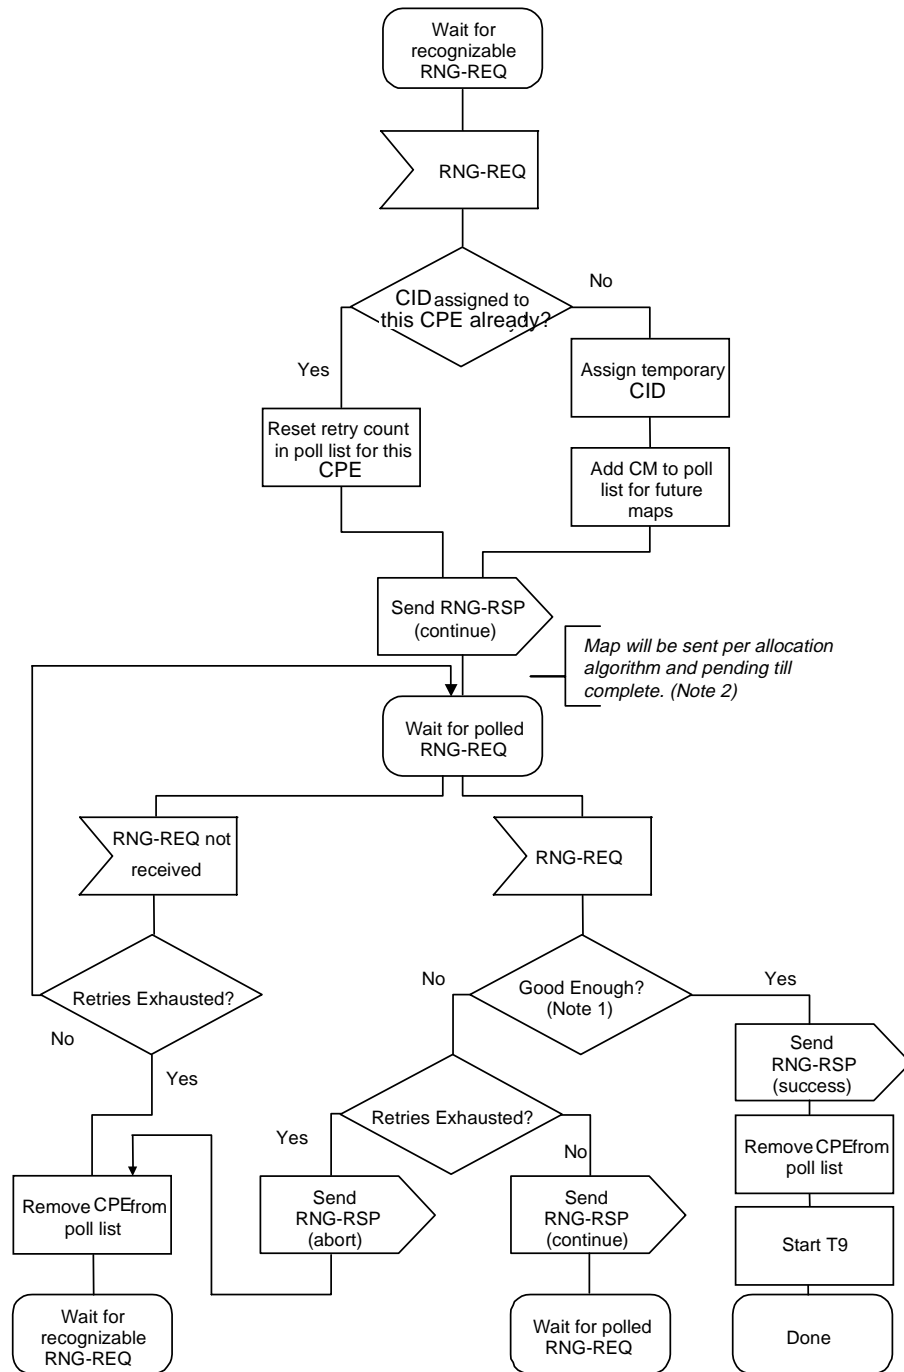 Wait for
recognizable
RNG-REQ
RNG-REQ
CID assigned to
this CPE already?
No
Yes
Assign temporary
CID
Reset retry count
in poll list for this
CPE
Add CM to poll
list for future
maps
Send RNG-RSP
(continue)
Map will be sent per allocation
algorithm and pending till
complete. (Note 2)
Wait for polled
RNG-REQ
RNG-REQ not
received
RNG-REQ
Retries Exhausted?
No
Yes
Good Enough?
(Note 1)
No
Yes
Send
RNG-RSP
(success)
Retries Exhausted?
Yes
No
Remove CPE from
poll list
Remove CPE from
poll list
Send
RNG-RSP
(abort)
Send
RNG-RSP
(continue)
Start T9
Wait for
recognizable
RNG-REQ
Wait for polled
RNG-REQ
Done